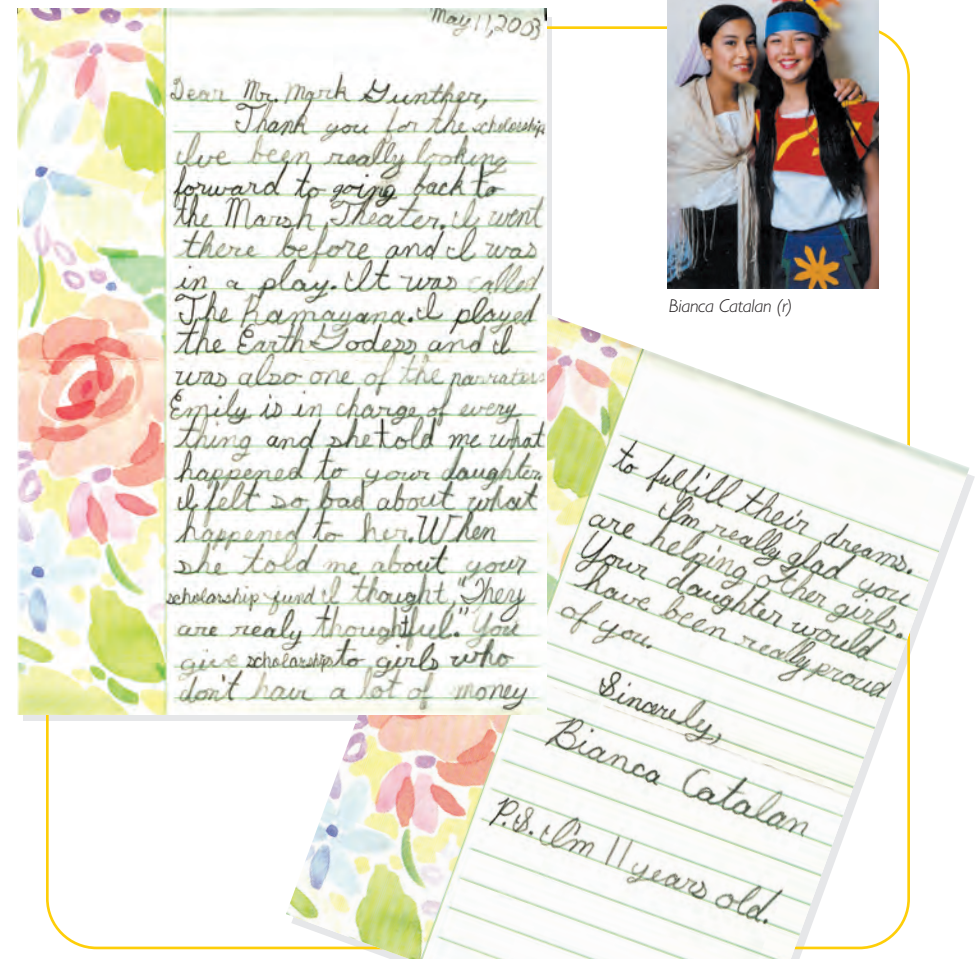 May 11, 2003
Dear Mr. Mark Gunther,
Thank you for the scholorship
I've been really looking
forward to going back to
the Marsh Theater. I went
there before and I was
in a play. It was called
The Ramayana. I played
the Earth Godess and I
was also one of the narraters
Emily is in charge of every
thing and she told me what
happened to your daughter.
I felt so bad about what
happened to her. When
she told me about your
scholarship fund I thought, "They
are realy thoughtful." You
give scholarships to girls who
don't have a lot of money
Bianca Catalan (r)
to fulfill their dreams.
I'm really glad you
are helping other girls.
Your daughter would
have been really proud
of you.
Sincerely,
Bianca Catalan
P.S. I'm 11 years old.